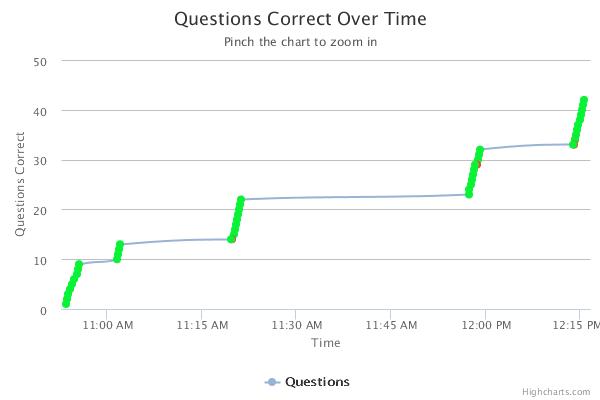 Questions Correct Over Time
Pinch the chart to zoom in
Questions Correct
50
40
30
20
10
0
11:00 AM 11:15 AM 11:30 AM 11:45 AM 12:00 PM 12:15 PM
Time
Questions
Highcharts.com